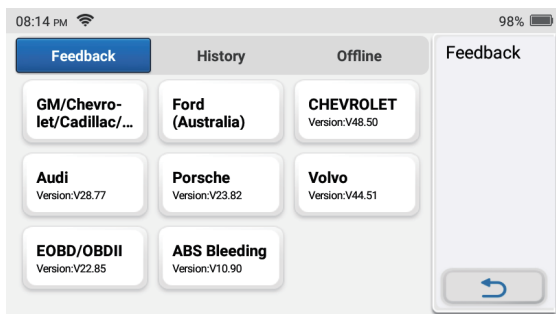 08:14 PM
98%
Feedback
History
Offline
Feedback
GM/Chevro-
let/Cadillac/...
Ford
(Australia)
CHEVROLET
Version:V48.50
Audi
Version:V28.77
Porsche
Version:V23.82
Volvo
Version:V44.51
EOBD/OBDII
Version:V22.85
ABS Bleeding
Version:V10.90